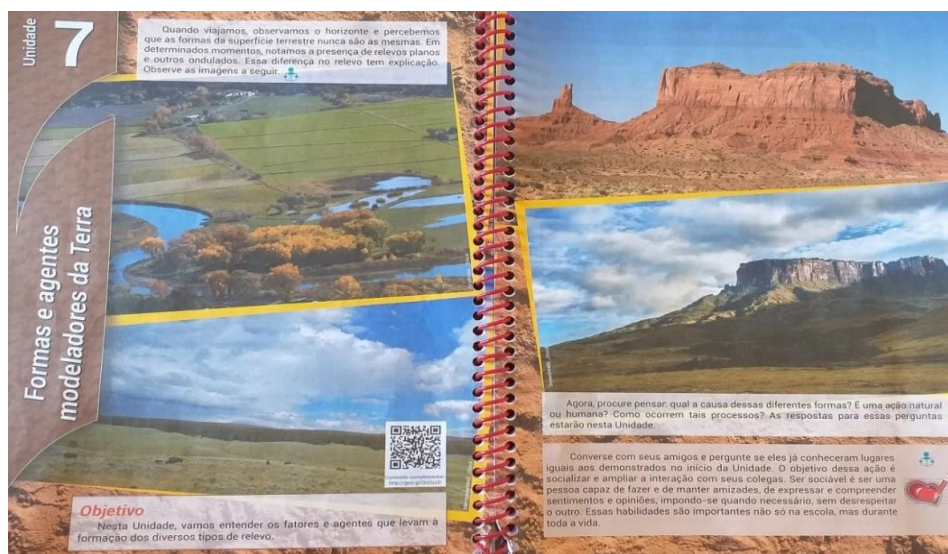 Unidade
7
Formas e agentes
modeladores da Terra
Quando viajamos, observamos o horizonte e percebemos
que as formas da superfície terrestre nunca são as mesmas. Em
determinados momentos, notamos a presença de relevos planos
e outros ondulados. Essa diferença no relevo tem explicação.
Observe as imagens a seguir.
Conteúdo complementar
Objetivo
Nesta Unidade, vamos entender os fatores e agentes que levam à
formação dos diversos tipos de relevo.
Agora, procure pensar: qual a causa dessas diferentes formas? É uma ação natural
ou humana? Como ocorrem tais processos? As respostas para essas perguntas
estarão nesta Unidade.
Converse com seus amigos e pergunte se eles já conheceram lugares
iguais aos demonstrados no início da Unidade. O objetivo dessa ação é
socializar e ampliar a interação com seus colegas. Ser sociável é ser uma
pessoa capaz de fazer e de manter amizades, de expressar e compreender
sentimentos e opiniões, impondo-se quando necessário, sem desrespeitar
o outro. Essas habilidades são importantes não só na escola, mas durante
toda a vida.